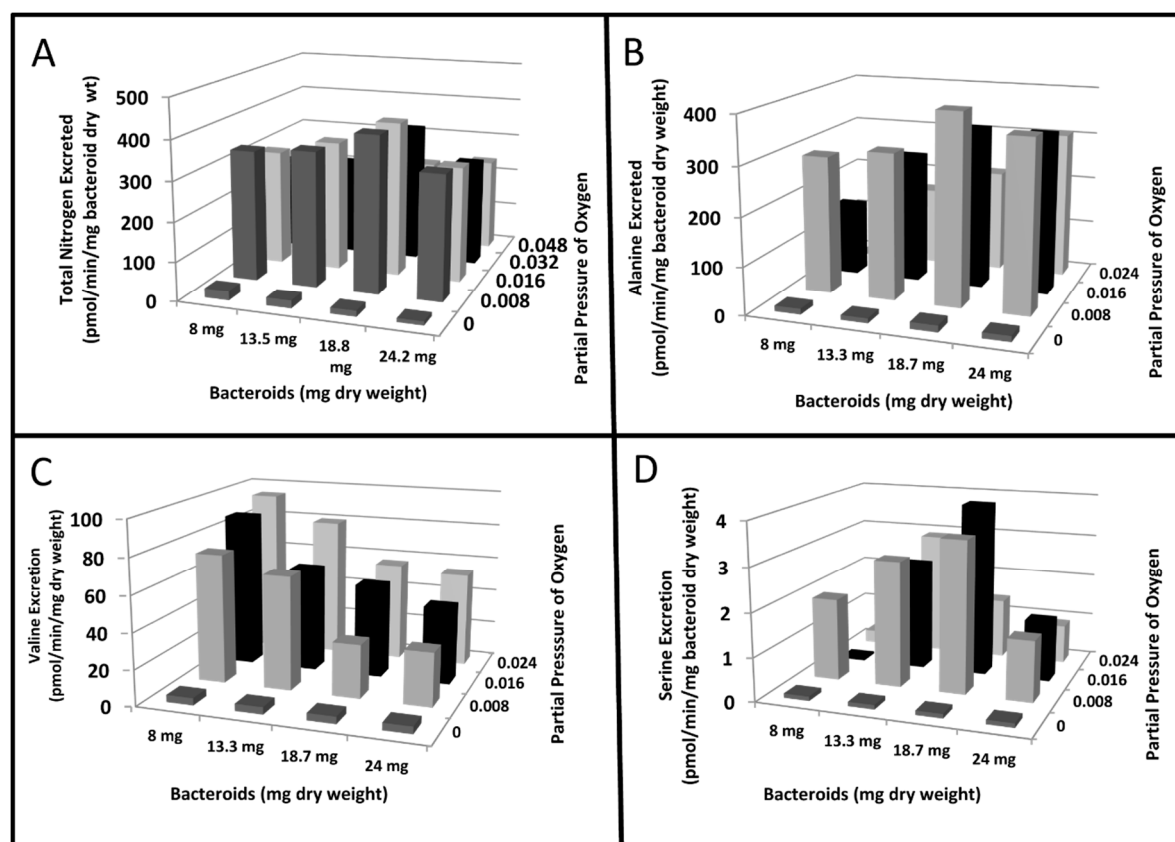 A
Total Nitrogen Excreted
(pmol/min/mg bacteroid dry wt)
500
400
300
200
100
0
8 mg
13.5 mg
18.8
mg
24.2 mg
Bacteroids (mg dry weight)
0.048
0.032
0.016
0.008
0
Partial Pressure of Oxygen
B
Alanine Excreted
(pmol/min/mg bacteroid dry weight)
400
300
200
100
0
8 mg
13.3 mg
18.7 mg
24 mg
Bacteroids (mg dry weight)
0.024
0.016
0.008
0
Partial Pressure of Oxygen
C
Valine Excretion
(pmol/min/mg dry weight)
100
80
60
40
20
0
8 mg
13.3 mg
18.7 mg
24 mg
Bacteroids (mg dry weight)
0.024
0.016
0.008
0
Partial Presssure of Oxygen
D
Serine Excretion
(pmol/min/mg bacteroid dry weight)
4
3
2
1
0
8 mg
13.3 mg
18.7 mg
24 mg
Bacteroids (mg dry weight)
0.024
0.016
0.008
0
Partial Pressure of Oxygen